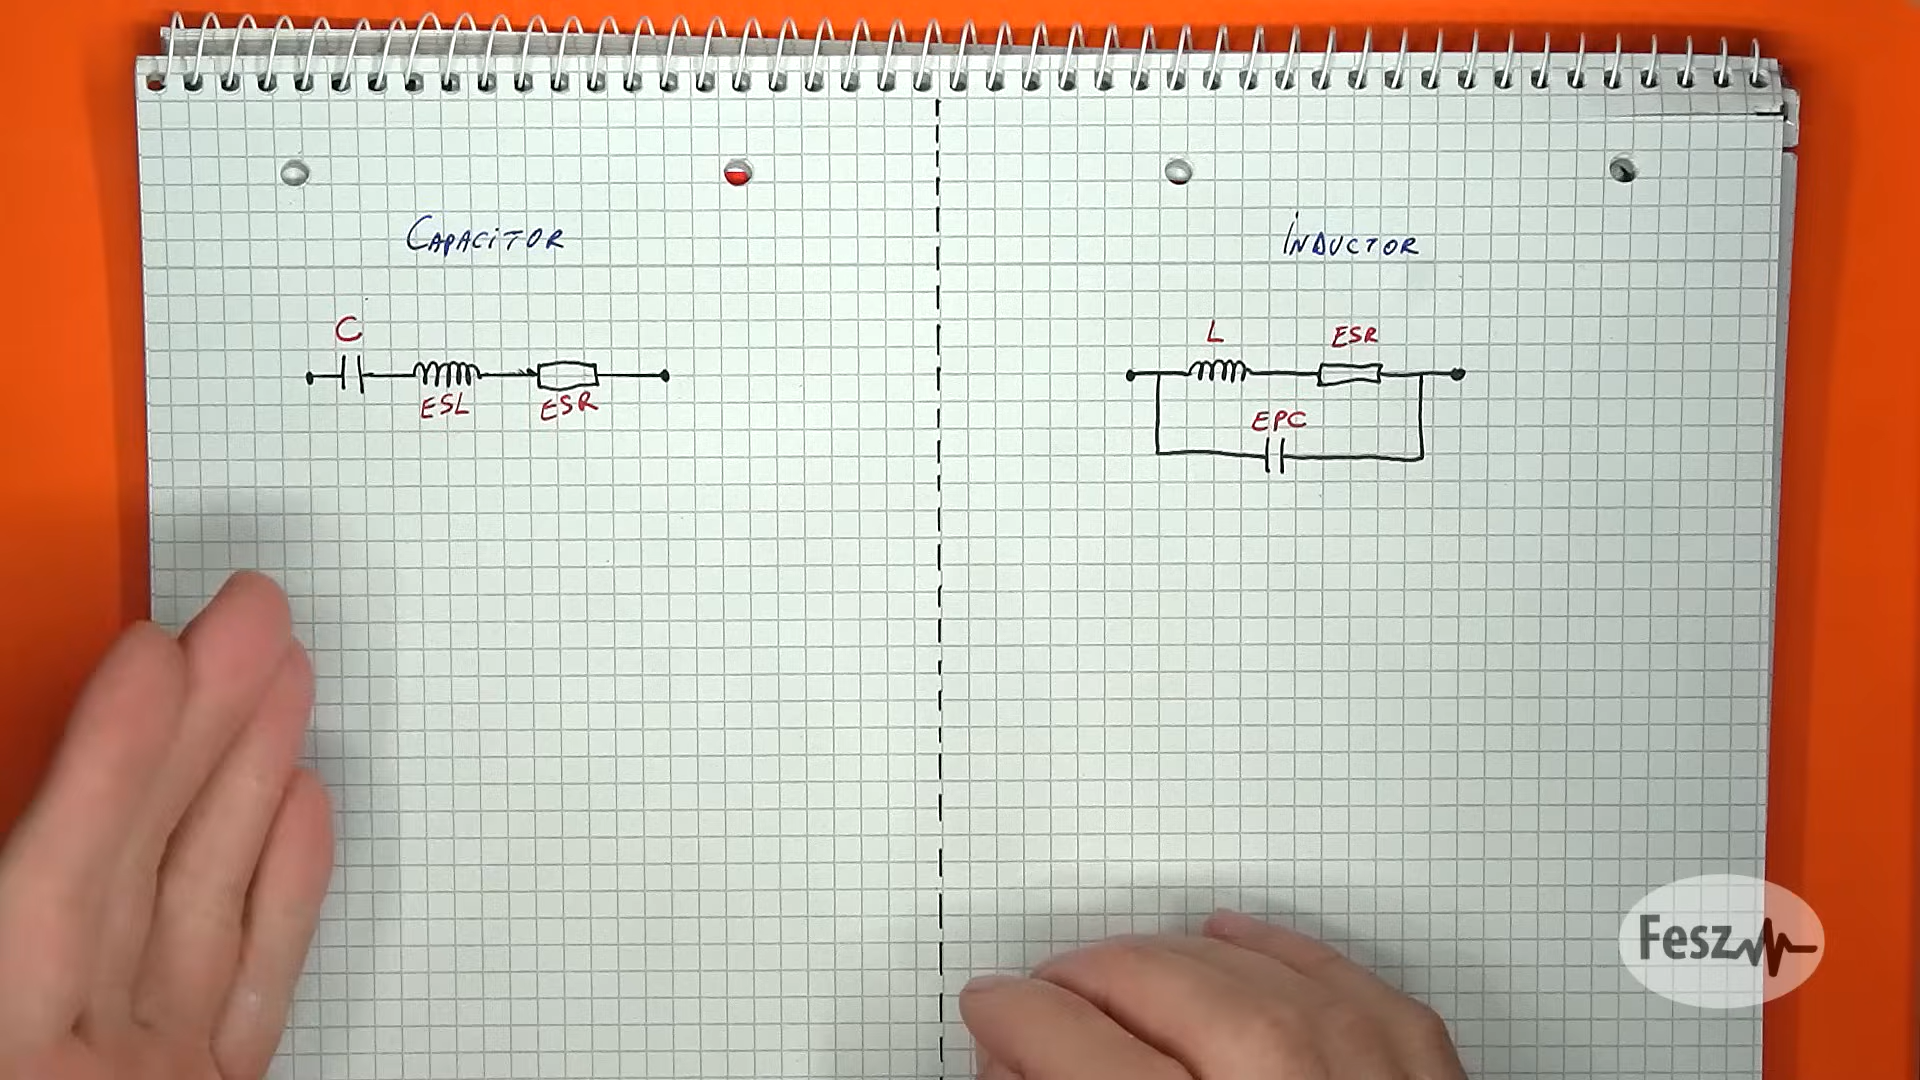 CAPACITOR
C
ESL
ESR
INDUCTOR
L
ESR
EPC
Fesz